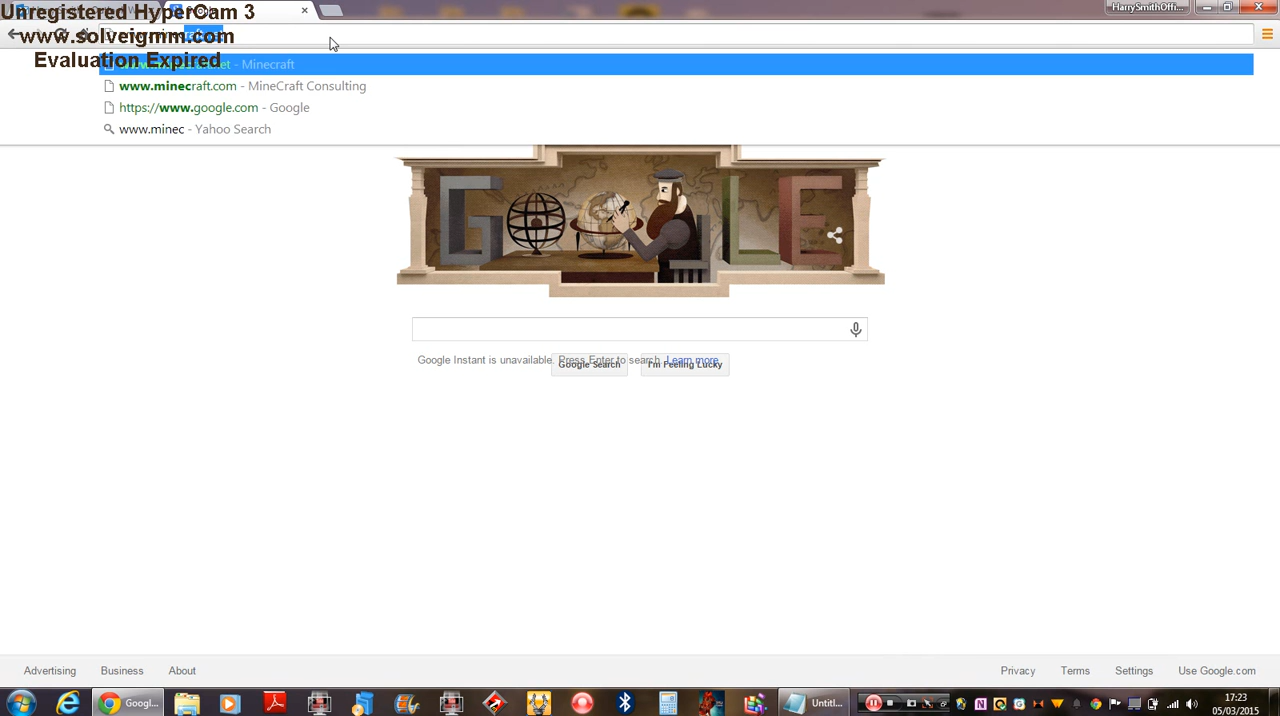 Unregistered HyperCam 3
HarrySmithOffi...
www.solveigmm.com
Evaluation Expired
- Minecraft
www.minecraft.com - MineCraft Consulting
https://www.google.com - Google
www.minec - Yahoo Search
GOOGLE
Google Instant is unavailable. Press Enter to search. Learn more
Google Search
I'm Feeling Lucky
Advertising
Business
About
Privacy
Terms
Settings
Use Google.com
Googl...
Untitl...
17:23
05/03/2015